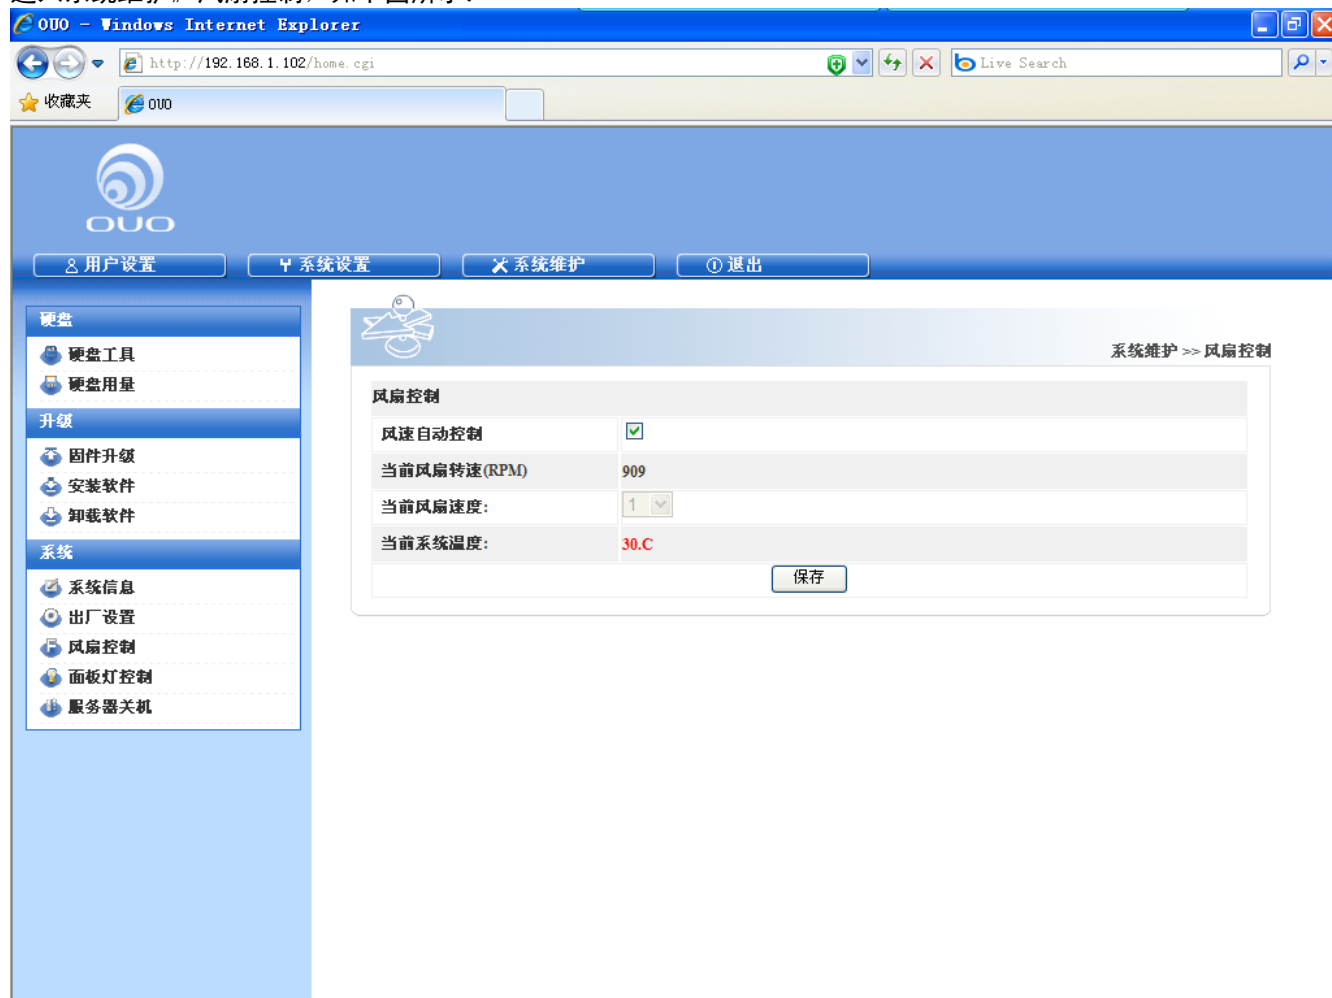 OUO - Windows Internet Explorer
http://192.168.1.102/home.cgi
Live Search
收藏夹
OUO
OUO
用户设置
系统设置
系统维护
退出
硬盘
硬盘工具
硬盘用量
升级
固件升级
安装软件
卸载软件
系统
系统信息
出厂设置
风扇控制
面板灯控制
服务器关机
系统维护 >> 风扇控制
风扇控制
风速自动控制
当前风扇转速(RPM) 909
当前风扇速度: 1
当前系统温度: 30.C
保存